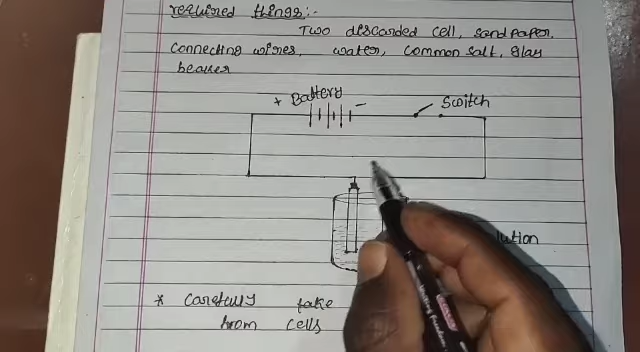 required things:-
Two discarded cell, sand paper,
Connecting wires, water, common salt, glass
beaker
+ Battery -
Switch
lution
* Carefully take
from cells